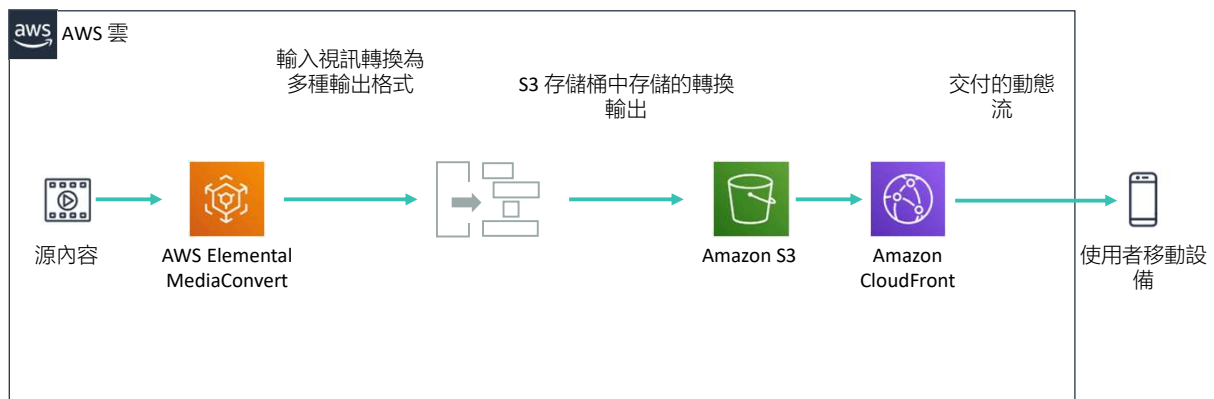 aws AWS 雲
輸入視訊轉換為
多種輸出格式
S3 存儲桶中存儲的轉換
輸出
交付的動態
流
源內容
AWS Elemental
MediaConvert
Amazon S3
Amazon
CloudFront
使用者移動設
備